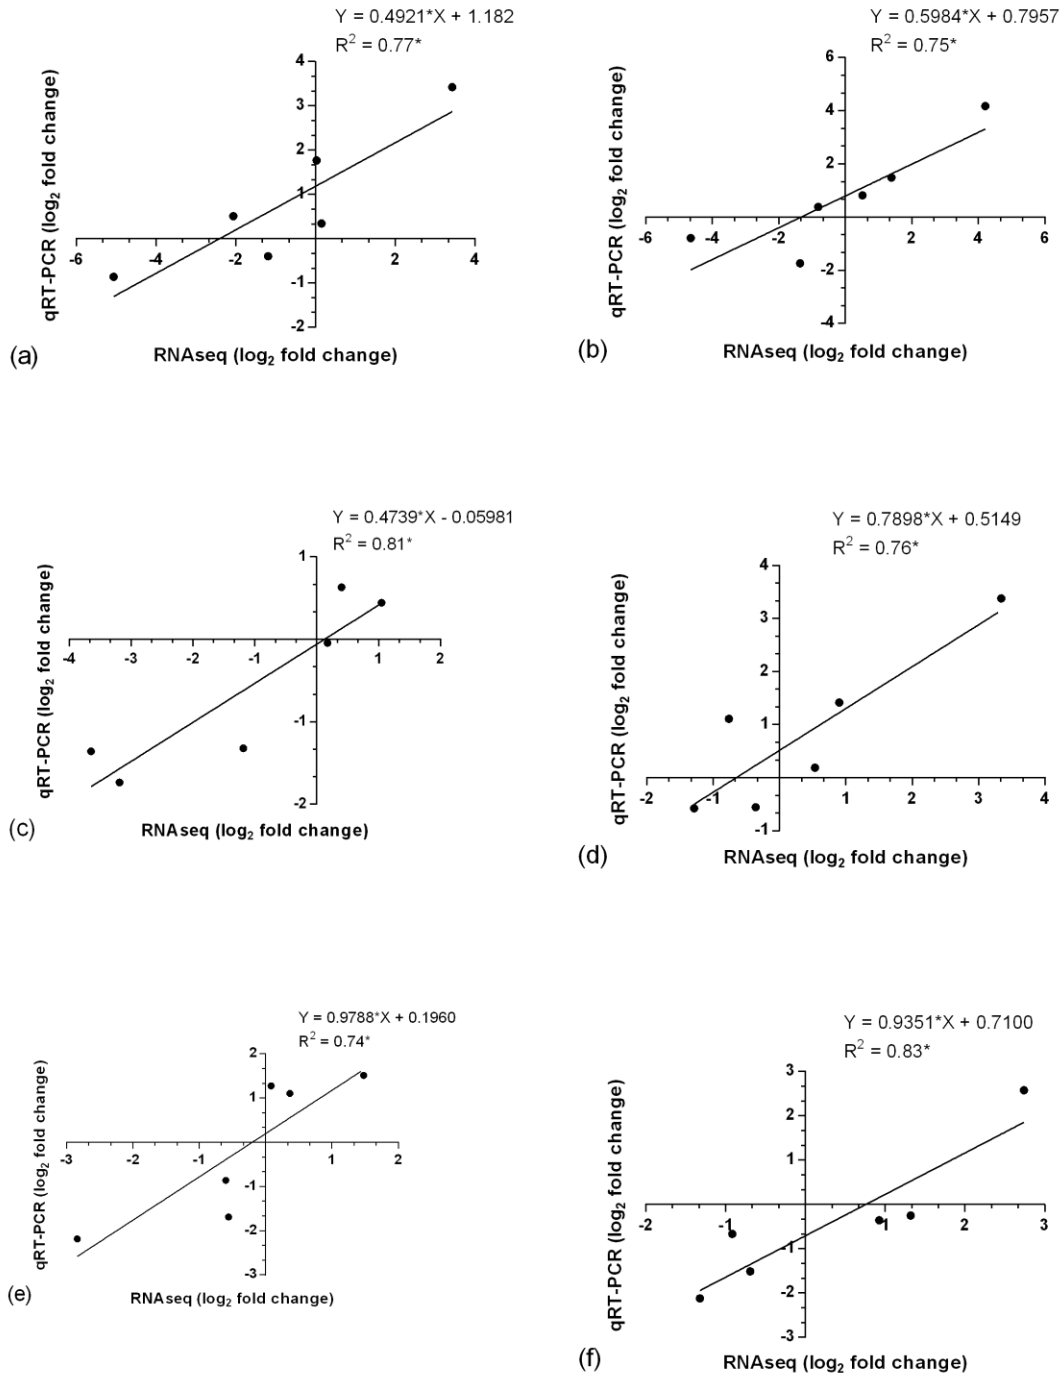 Y = 0.4921*X + 1.182
R² = 0.77*
4
3
2
1
-1
-2
-6
-4
-2
2
4
qRT-PCR (log₂ fold change)
RNAseq (log₂ fold change)
(a)
Y = 0.5984*X + 0.7957
R² = 0.75*
6
4
2
-2
-4
-6
-4
-2
2
4
6
qRT-PCR (log₂ fold change)
RNAseq (log₂ fold change)
(b)
Y = 0.4739*X - 0.05981
R² = 0.81*
1
-1
-2
-4
-3
-2
-1
1
2
qRT-PCR (log₂ fold change)
RNAseq (log₂ fold change)
(c)
Y = 0.7898*X + 0.5149
R² = 0.76*
4
3
2
1
-1
-2
-1
1
2
3
4
qRT-PCR (log₂ fold change)
RNAseq (log₂ fold change)
(d)
Y = 0.9788*X + 0.1960
R² = 0.74*
2
1
-1
-2
-3
-3
-2
-1
1
2
qRT-PCR (log₂ fold change)
RNAseq (log₂ fold change)
(e)
Y = 0.9351*X + 0.7100
R² = 0.83*
3
2
1
-1
-2
-3
-2
-1
1
2
3
qRT-PCR (log₂ fold change)
RNAseq (log₂ fold change)
(f)